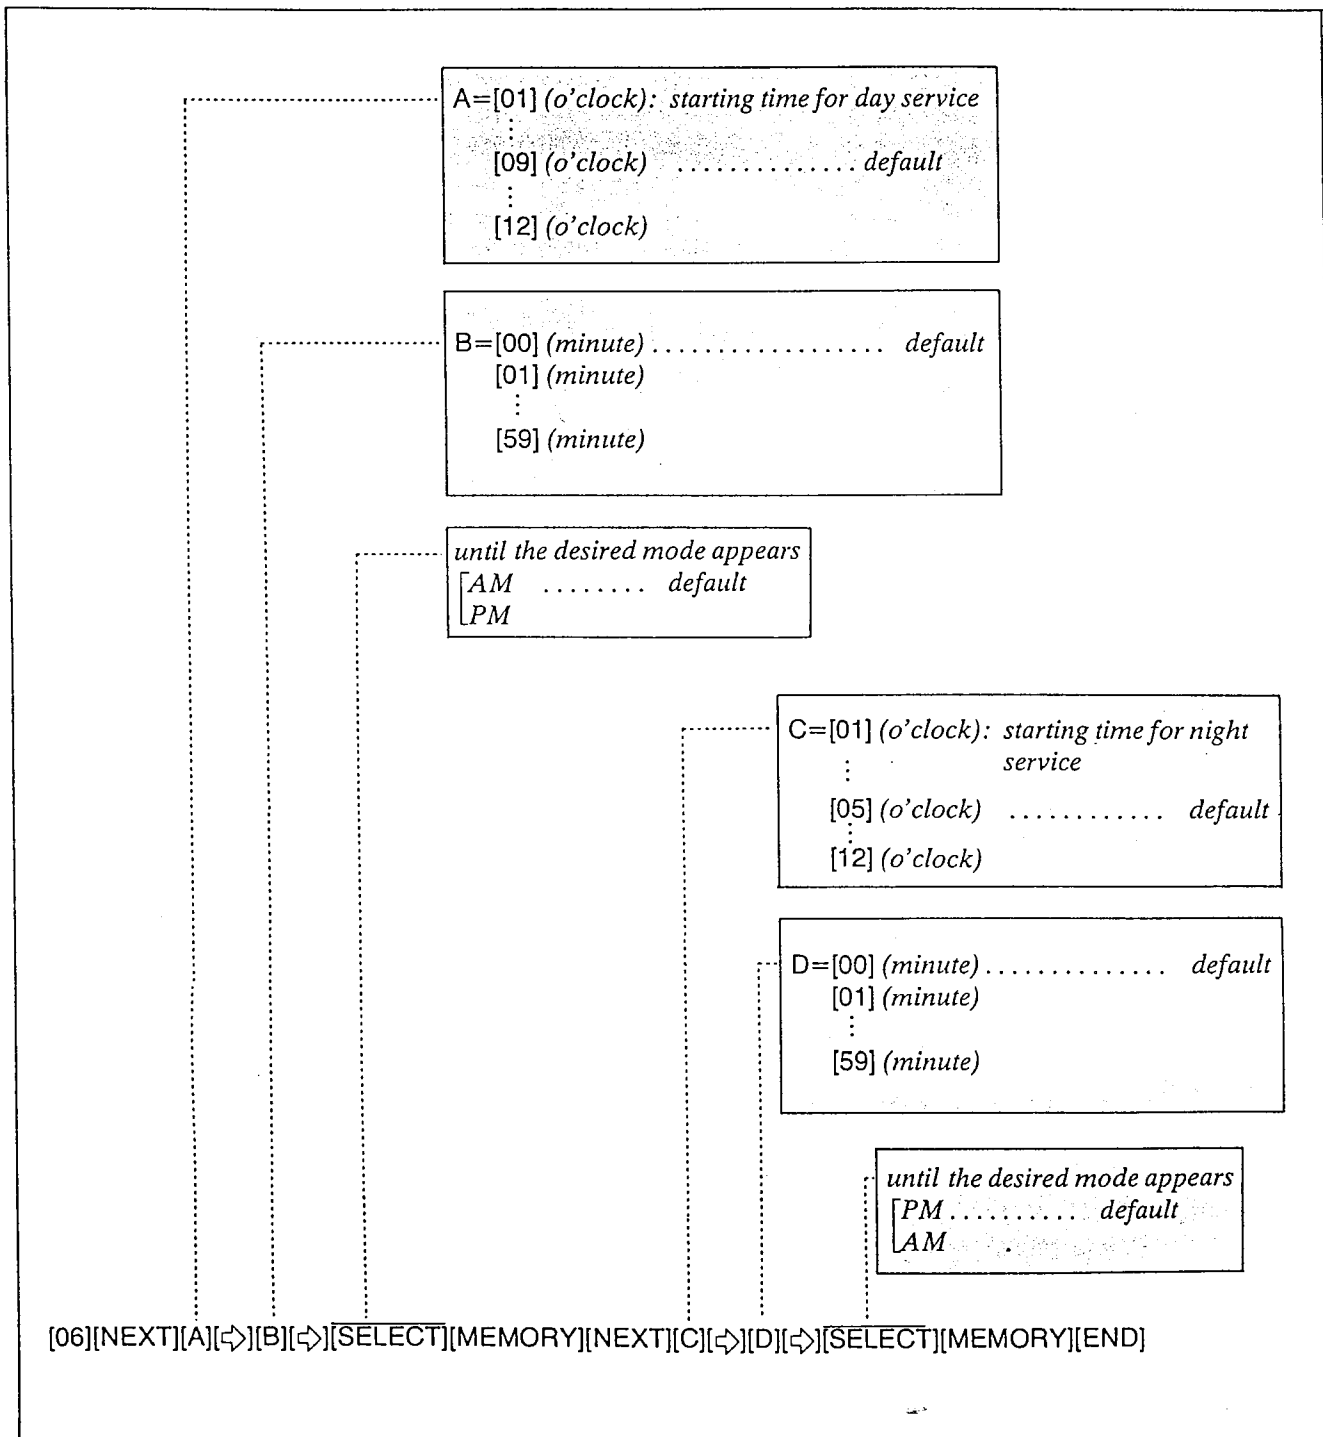 A=[01] (o'clock): starting time for day service
⋮
[09] (o'clock) .............. default
⋮
[12] (o'clock)
B=[00] (minute) .................. default
[01] (minute)
⋮
[59] (minute)
until the desired mode appears
AM ........ default
PM
C=[01] (o'clock): starting time for night
service
⋮
[05] (o'clock) ............ default
⋮
[12] (o'clock)
D=[00] (minute) .............. default
[01] (minute)
⋮
[59] (minute)
until the desired mode appears
PM .......... default
AM
[06][NEXT][A][⇨][B][⇨][SELECT][MEMORY][NEXT][C][⇨][D][⇨][SELECT][MEMORY][END]